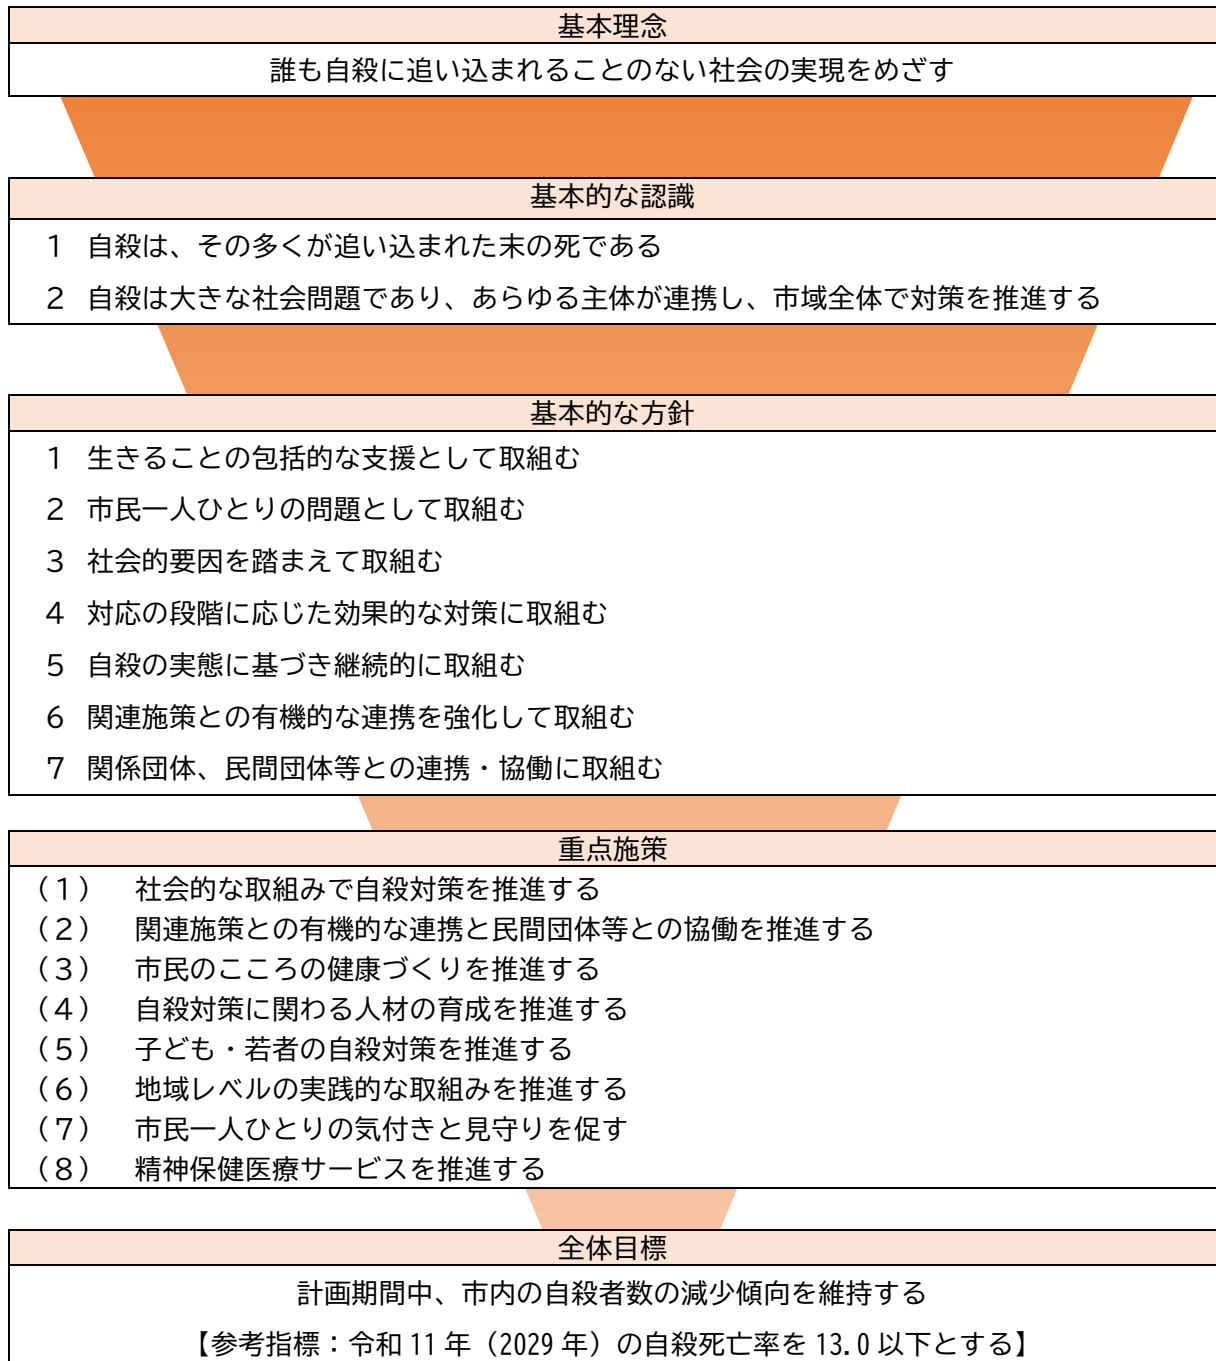 基本理念
誰も自殺に追い込まれることのない社会の実現をめざす
基本的な認識
1 自殺は、その多くが追い込まれた末の死である
2 自殺は大きな社会問題であり、あらゆる主体が連携し、市域全体で対策を推進する
基本的な方針
1 生きることの包括的な支援として取組む
2 市民一人ひとりの問題として取組む
3 社会的要因を踏まえて取組む
4 対応の段階に応じた効果的な対策に取組む
5 自殺の実態に基づき継続的に取組む
6 関連施策との有機的な連携を強化して取組む
7 関係団体、民間団体等との連携・協働に取組む
重点施策
(1) 社会的な取組みで自殺対策を推進する
(2) 関連施策との有機的な連携と民間団体等との協働を推進する
(3) 市民のこころの健康づくりを推進する
(4) 自殺対策に関わる人材の育成を推進する
(5) 子ども・若者の自殺対策を推進する
(6) 地域レベルの実践的な取組みを推進する
(7) 市民一人ひとりの気付きと見守りを促す
(8) 精神保健医療サービスを推進する
全体目標
計画期間中、市内の自殺者数の減少傾向を維持する
【参考指標:令和 11 年(2029 年)の自殺死亡率を 13.0 以下とする】